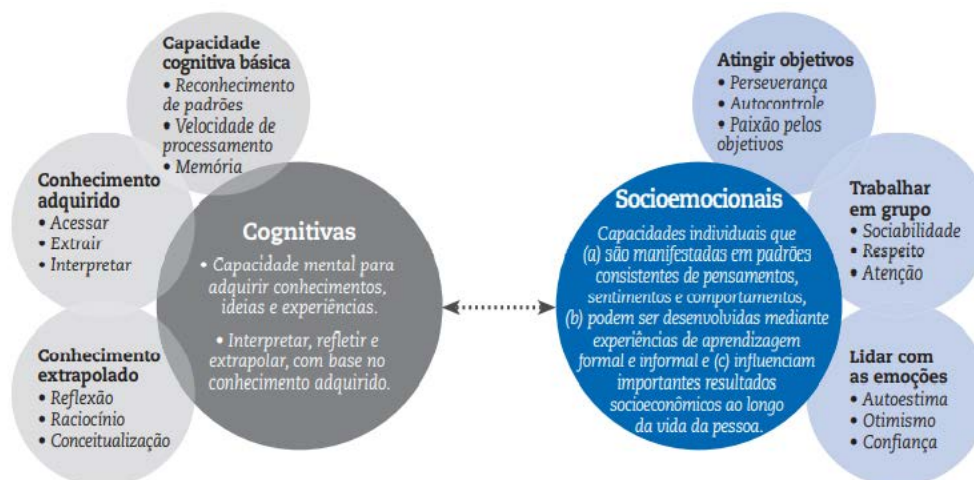 Capacidade
cognitiva básica
• Reconhecimento
de padrões
• Velocidade de
processamento
• Memória
Conhecimento
adquirido
• Acessar
• Extrair
• Interpretar
Conhecimento
extrapolado
• Reflexão
• Raciocínio
• Conceitualização
Cognitivas
• Capacidade mental para
adquirir conhecimentos,
ideias e experiências.
• Interpretar, refletir e
extrapolar, com base no
conhecimento adquirido.
Socioemocionais
Capacidades individuais que
(a) são manifestadas em padrões
consistentes de pensamentos,
sentimentos e comportamentos,
(b) podem ser desenvolvidas mediante
experiências de aprendizagem
formal e informal e (c) influenciam
importantes resultados
socioeconômicos ao longo
da vida da pessoa.
Atingir objetivos
• Perseverança
• Autocontrole
• Paixão pelos
objetivos
Trabalhar
em grupo
• Sociabilidade
• Respeito
• Atenção
Lidar com
as emoções
• Autoestima
• Otimismo
• Confiança